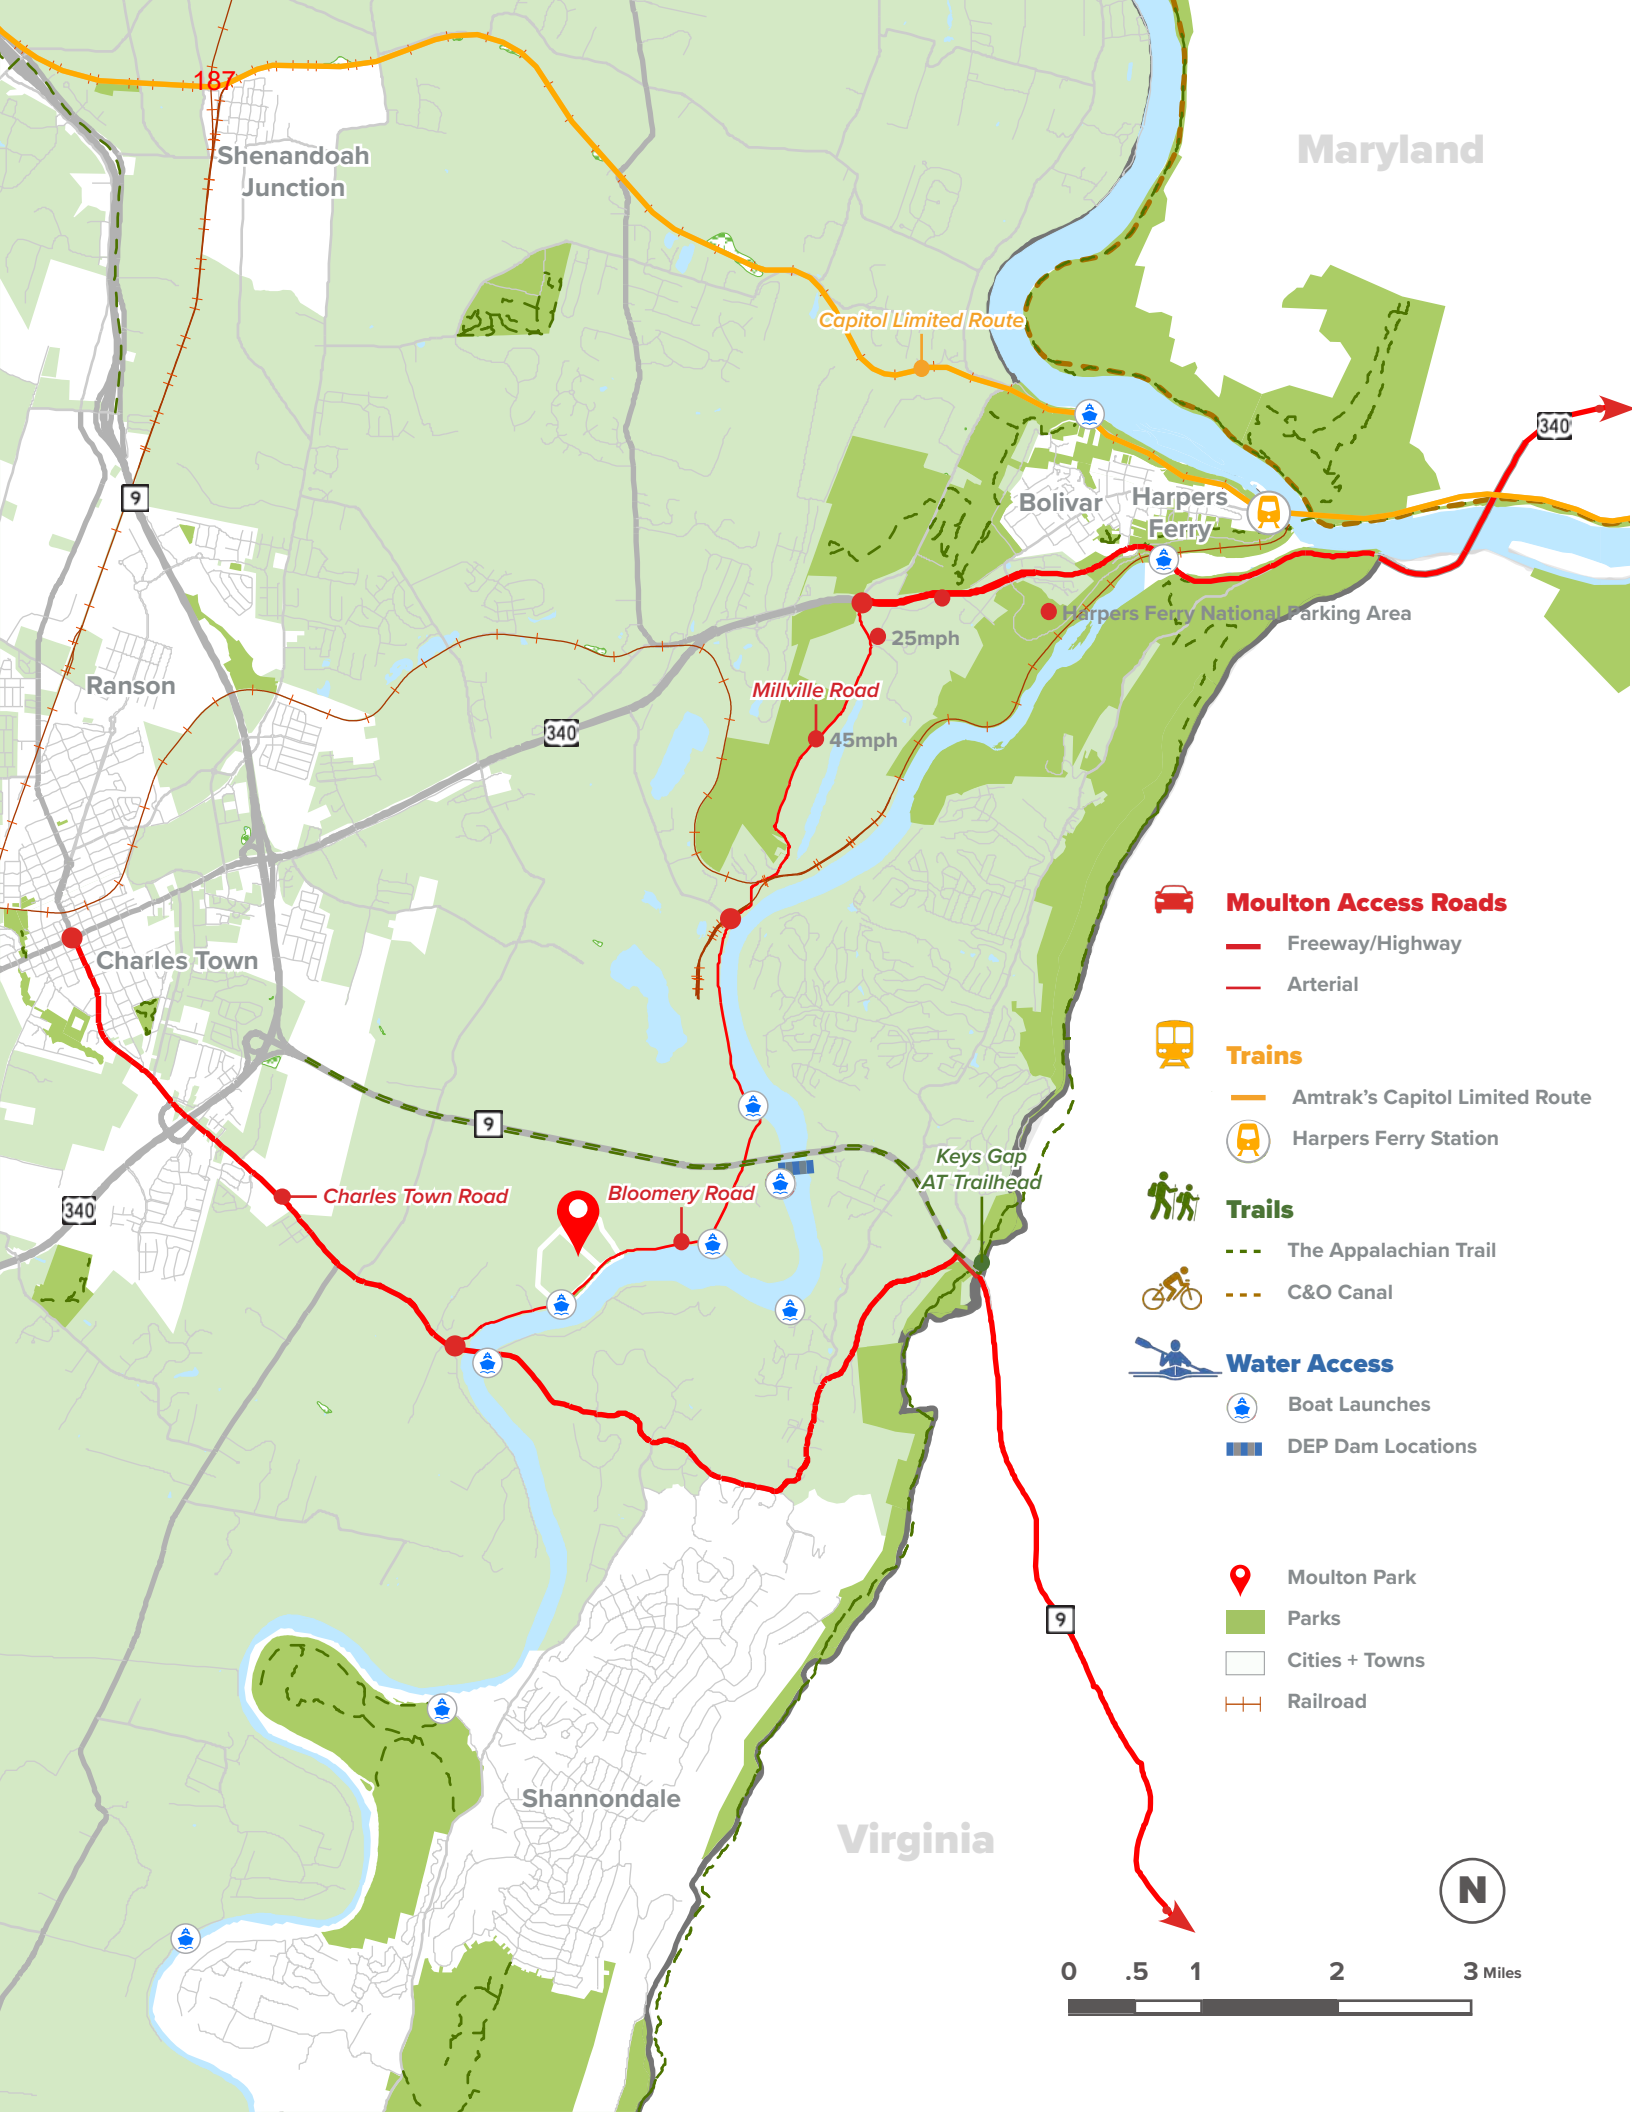 187
Shenandoah
Junction
Maryland
Capitol Limited Route
340
9
Bolivar
Harpers
Ferry
Harpers Ferry National Parking Area
25mph
Ranson
Millville Road
340
45mph
Moulton Access Roads
Freeway/Highway
Arterial
Charles Town
Trains
Amtrak's Capitol Limited Route
Harpers Ferry Station
9
Keys Gap
AT Trailhead
Charles Town Road
Bloomery Road
340
Trails
The Appalachian Trail
C&O Canal
Water Access
Boat Launches
DEP Dam Locations
Moulton Park
Parks
Cities + Towns
Railroad
9
Shannondale
Virginia
N
0 .5 1 2 3 Miles